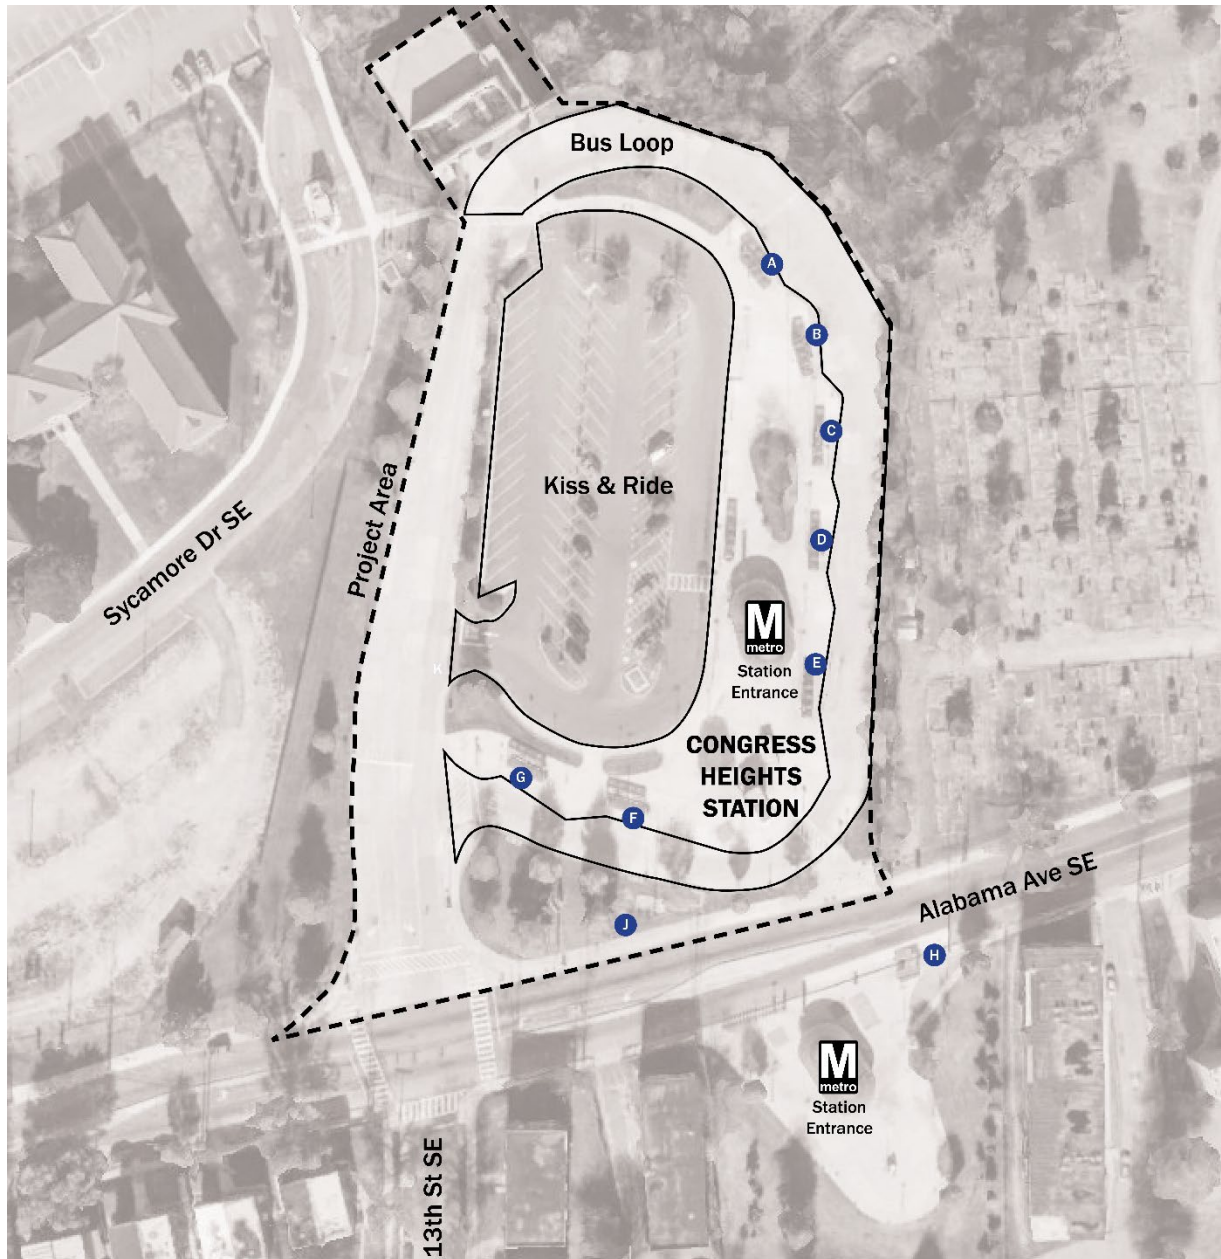 Bus Loop
A
B
C
Kiss & Ride
Project Area
Sycamore Dr SE
D
M
metro
Station
Entrance
E
K
CONGRESS
HEIGHTS
STATION
G
F
Alabama Ave SE
J
H
M
metro
Station
Entrance
13th St SE